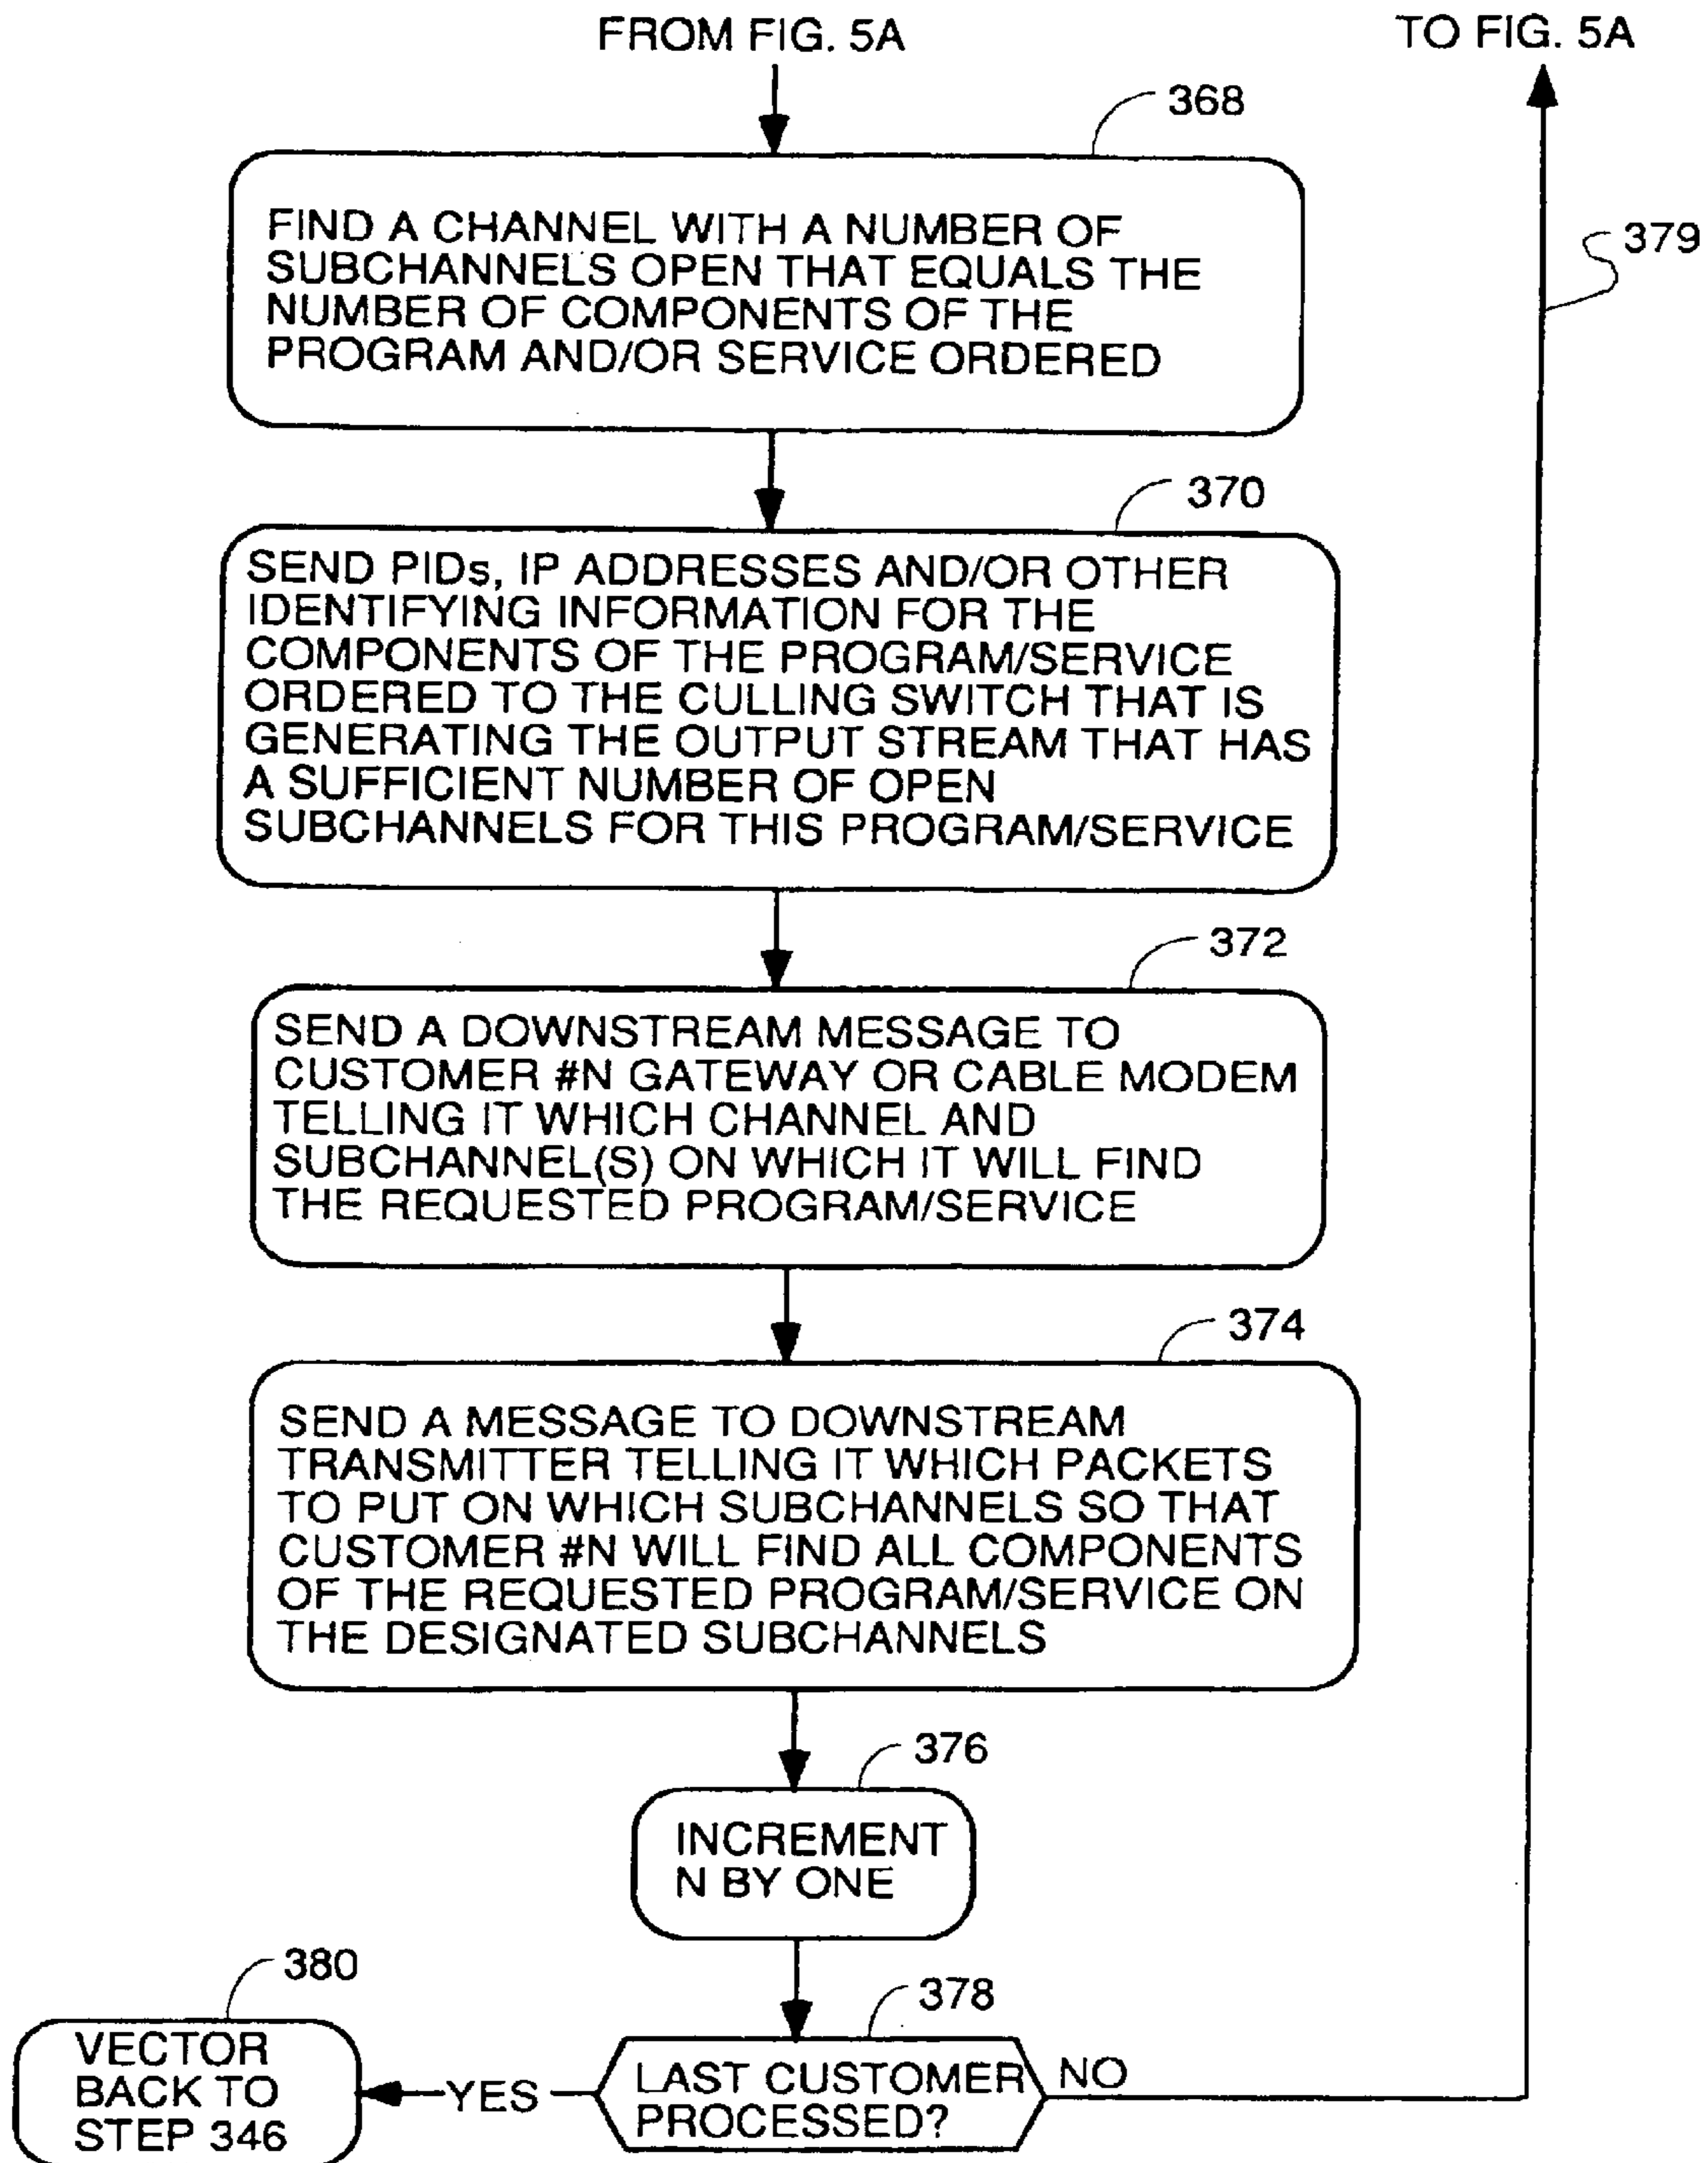 FROM FIG. 5A
TO FIG. 5A
368
FIND A CHANNEL WITH A NUMBER OF
SUBCHANNELS OPEN THAT EQUALS THE
NUMBER OF COMPONENTS OF THE
PROGRAM AND/OR SERVICE ORDERED
379
370
SEND PIDs, IP ADDRESSES AND/OR OTHER
IDENTIFYING INFORMATION FOR THE
COMPONENTS OF THE PROGRAM/SERVICE
ORDERED TO THE CULLING SWITCH THAT IS
GENERATING THE OUTPUT STREAM THAT HAS
A SUFFICIENT NUMBER OF OPEN
SUBCHANNELS FOR THIS PROGRAM/SERVICE
372
SEND A DOWNSTREAM MESSAGE TO
CUSTOMER #N GATEWAY OR CABLE MODEM
TELLING IT WHICH CHANNEL AND
SUBCHANNEL(S) ON WHICH IT WILL FIND
THE REQUESTED PROGRAM/SERVICE
374
SEND A MESSAGE TO DOWNSTREAM
TRANSMITTER TELLING IT WHICH PACKETS
TO PUT ON WHICH SUBCHANNELS SO THAT
CUSTOMER #N WILL FIND ALL COMPONENTS
OF THE REQUESTED PROGRAM/SERVICE ON
THE DESIGNATED SUBCHANNELS
376
INCREMENT
N BY ONE
378
LAST CUSTOMER
PROCESSED?
NO
YES
380
VECTOR
BACK TO
STEP 346